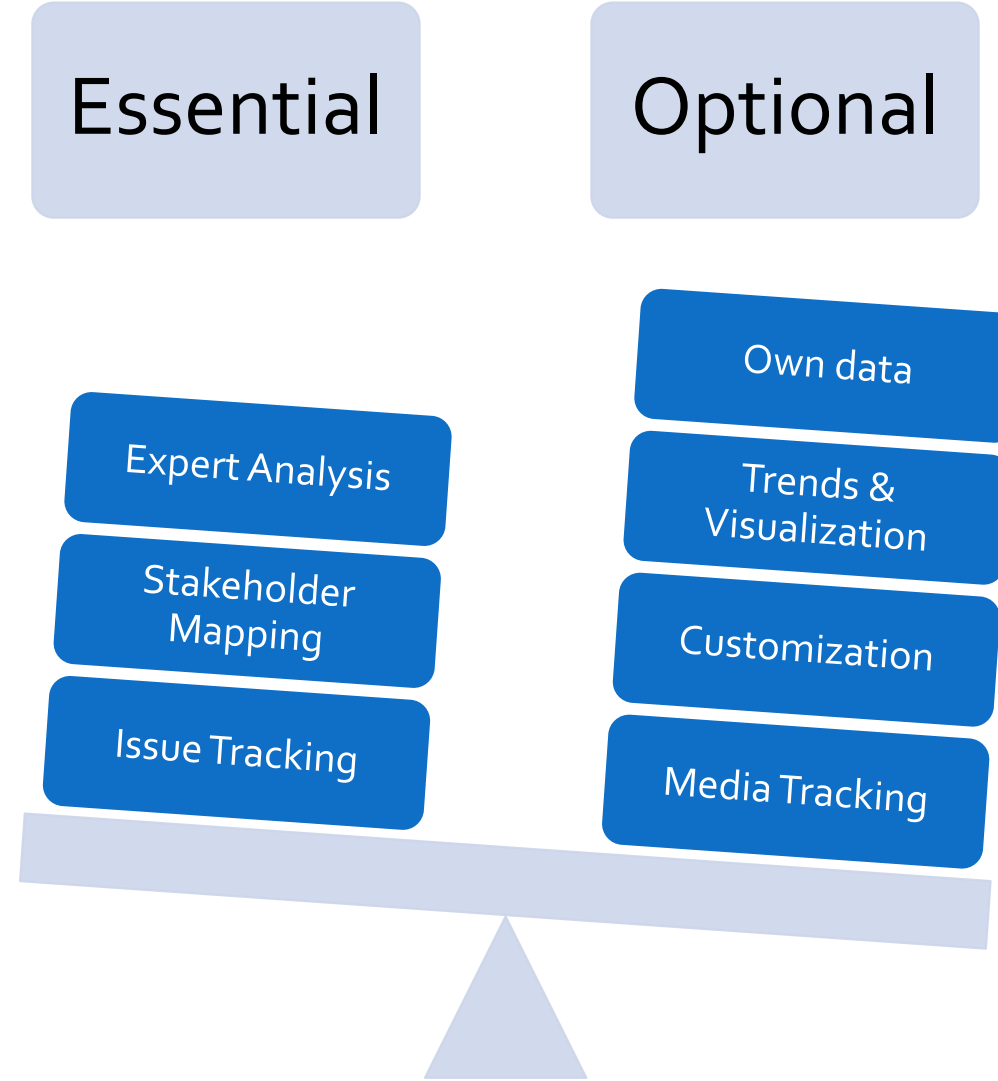 Essential
Optional
Expert Analysis
Stakeholder
Mapping
Issue Tracking
Own data
Trends &
Visualization
Customization
Media Tracking